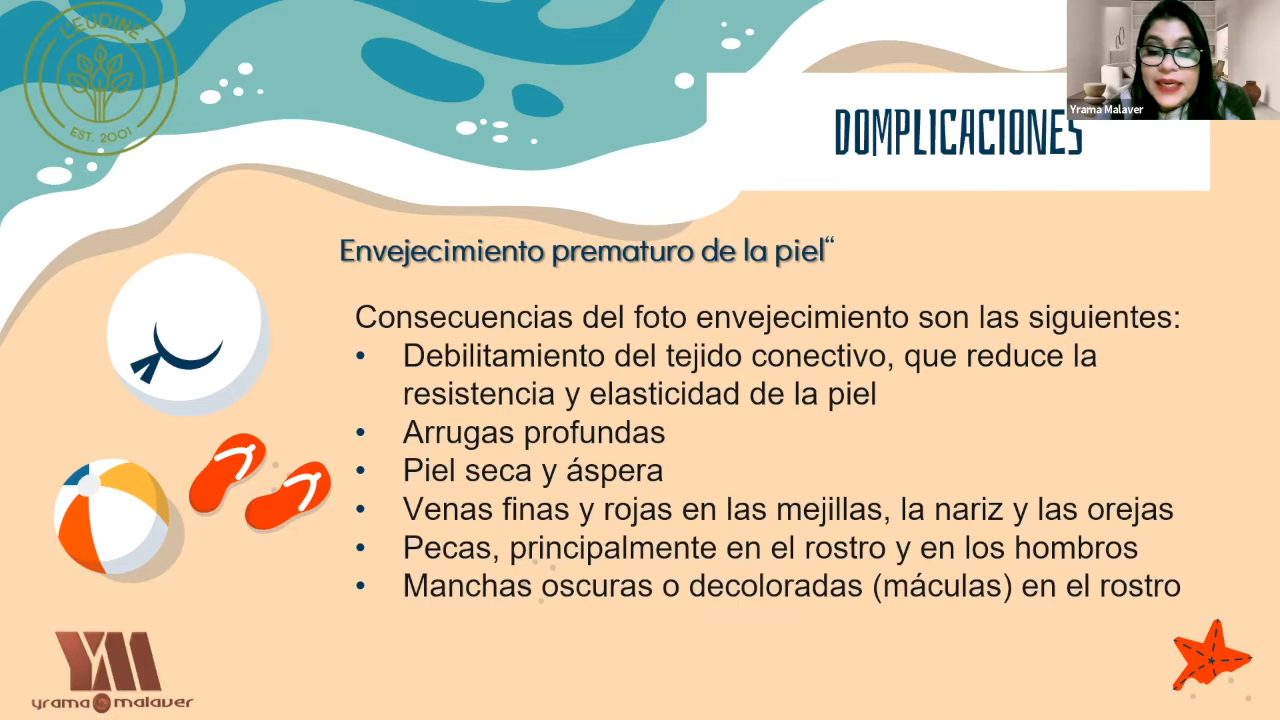 L'EUDINE
EST. 2001
Yrama Malaver
DOMPLICACIONES
Envejecimiento prematuro de la piel“
Consecuencias del foto envejecimiento son las siguientes:
• Debilitamiento del tejido conectivo, que reduce la
resistencia y elasticidad de la piel
• Arrugas profundas
• Piel seca y áspera
• Venas finas y rojas en las mejillas, la nariz y las orejas
• Pecas, principalmente en el rostro y en los hombros
• Manchas oscuras o decoloradas (máculas) en el rostro
YM
yrama malaver